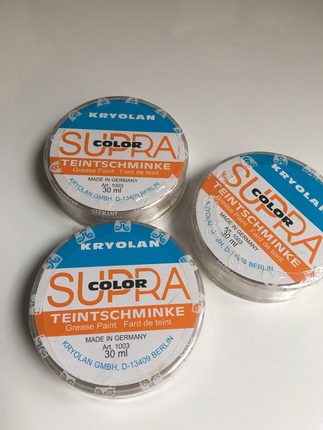 KRYOLAN
SUPRA
COLOR
TEINTSCHMINKE
Grease Paint Fard de teint
MADE IN GERMANY
Art. 1003
30 ml
KRYOLAN GMBH, D-13409 BERLIN
GERMANY
KRYOLAN
SUPRA
COLOR
TEINTSCHMINKE
Grease Paint Fard de teint
MADE IN GERMANY
Art. 1003
30 ml
KRYOLAN GMBH, D-13409 BERLIN
KRYOLAN
SUPRA
COLOR
TEINTSCHMINKE
Grease Paint Fard de teint
MADE IN GERMANY
Art. 1003
30 ml
KRYOLAN GMBH, D-13409 BERLIN